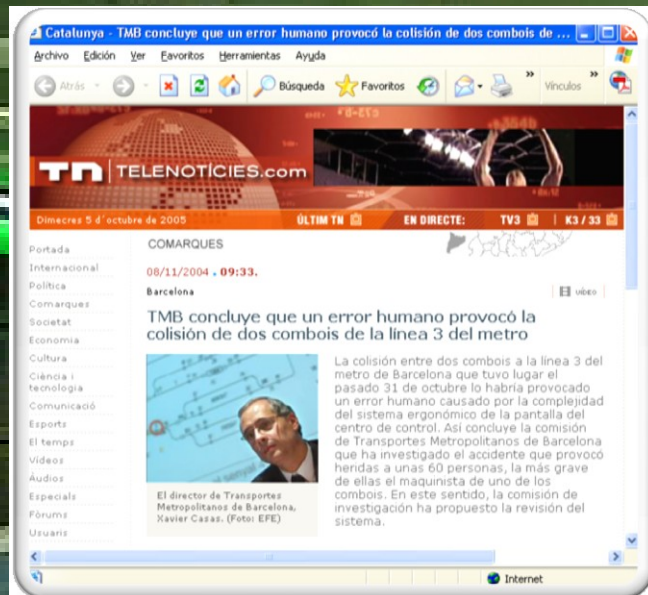 Catalunya - TMB concluye que un error humano provocó la colisión de dos combois de ...
Archivo Edición Ver Favoritos Herramientas Ayuda
Atrás Búsqueda Favoritos » Vínculos »
TN TELENOTÍCIES.com
Dimecres 5 d'octubre de 2005 ÚLTIM TN EN DIRECTE: TV3 | K3 / 33
Portada
Internacional
Política
Comarques
Societat
Economia
Cultura
Ciència i
tecnologia
Comunicació
Esports
El temps
Vídeos
Àudios
Especials
Fòrums
Usuaris
COMARQUES
08/11/2004 . 09:33.
Barcelona
VÍDEO
TMB concluye que un error humano provocó la
colisión de dos combois de la línea 3 del metro
La colisión entre dos combois a la línea 3 del
metro de Barcelona que tuvo lugar el
pasado 31 de octubre lo habría provocado
un error humano causado por la complejidad
del sistema ergonómico de la pantalla del
centro de control. Así concluye la comisión
de Transportes Metropolitanos de Barcelona
que ha investigado el accidente que provocó
heridas a unas 60 personas, la más grave
de ellas el maquinista de uno de los
combois. En este sentido, la comisión de
investigación ha propuesto la revisión del
sistema.
El director de Transportes
Metropolitanos de Barcelona,
Xavier Casas. (Foto: EFE)
Internet